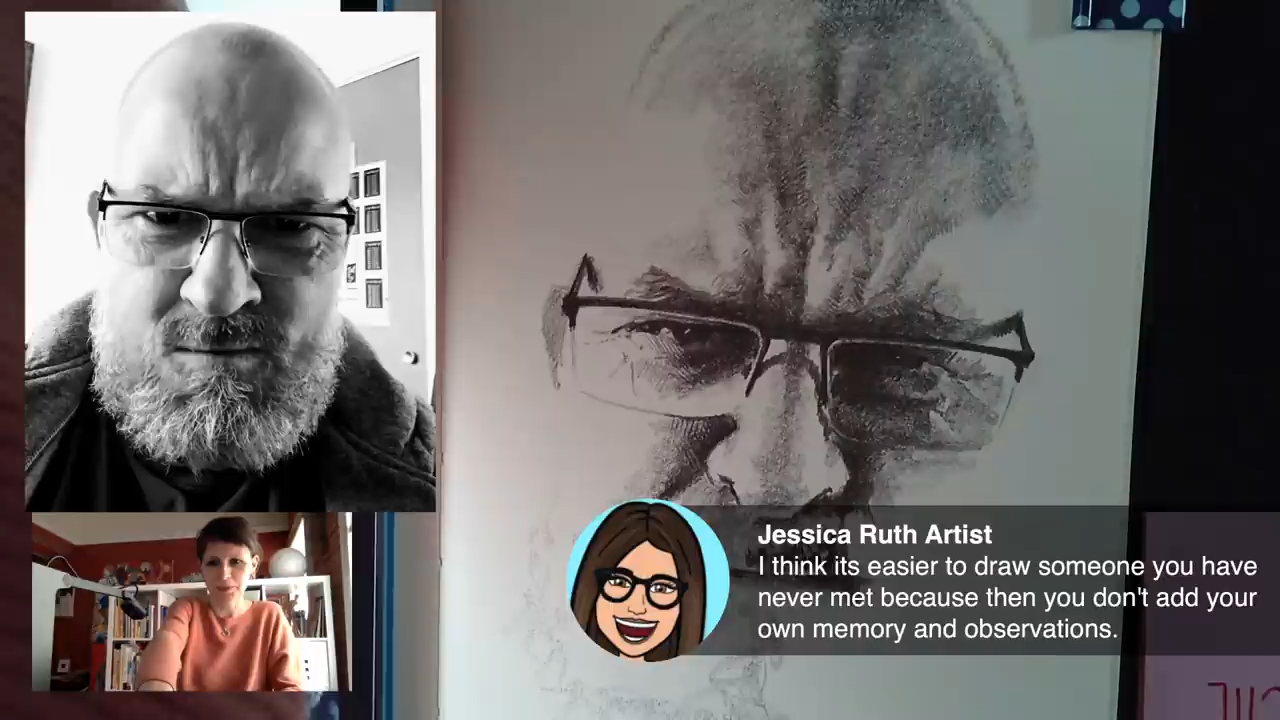 Jessica Ruth Artist
I think its easier to draw someone you have
never met because then you don't add your
own memory and observations.